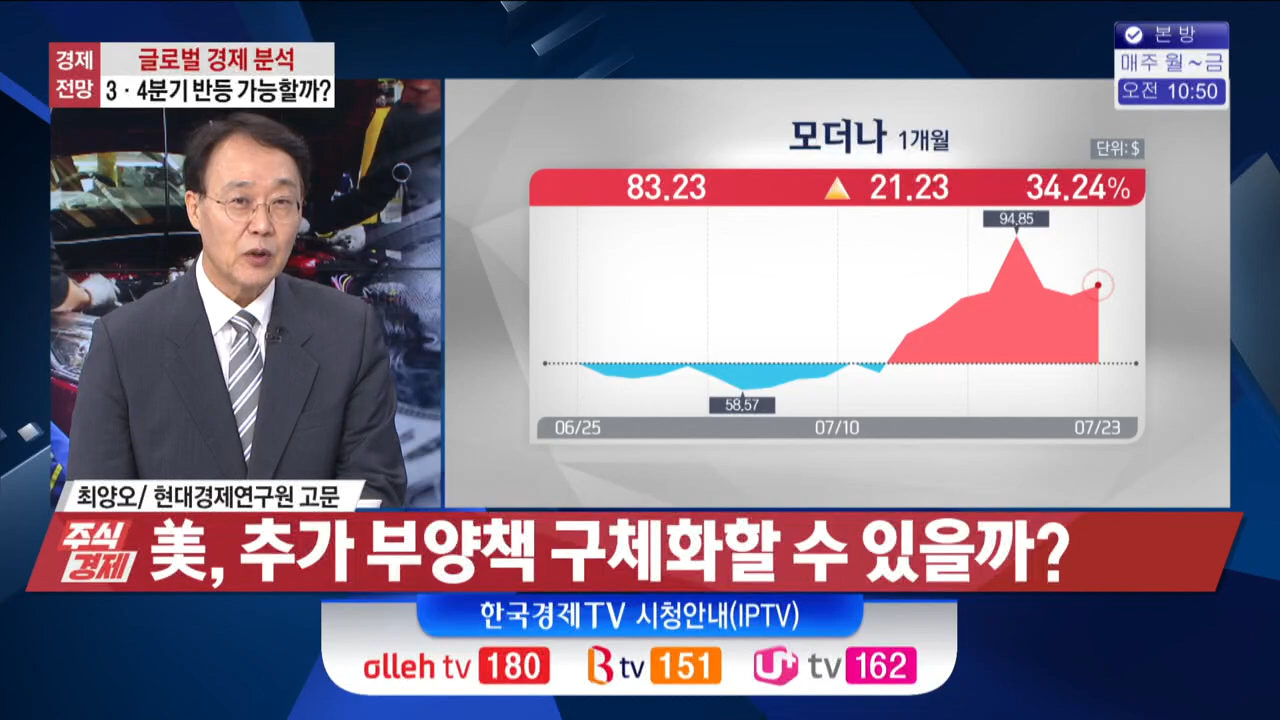 경제
전망
글로벌 경제 분석
3·4분기 반등 가능할까?
본 방
매주 월~금
오전 10:50
모더나 1개월
단위: $
83.23 ▲ 21.23 34.24%
94.85
58.57
06/25 07/10 07/23
최양오/ 현대경제연구원 고문
주식
경제
美, 추가 부양책 구체화할 수 있을까?
한국경제TV 시청안내(IPTV)
olleh tv 180 B tv 151 U+ tv 162